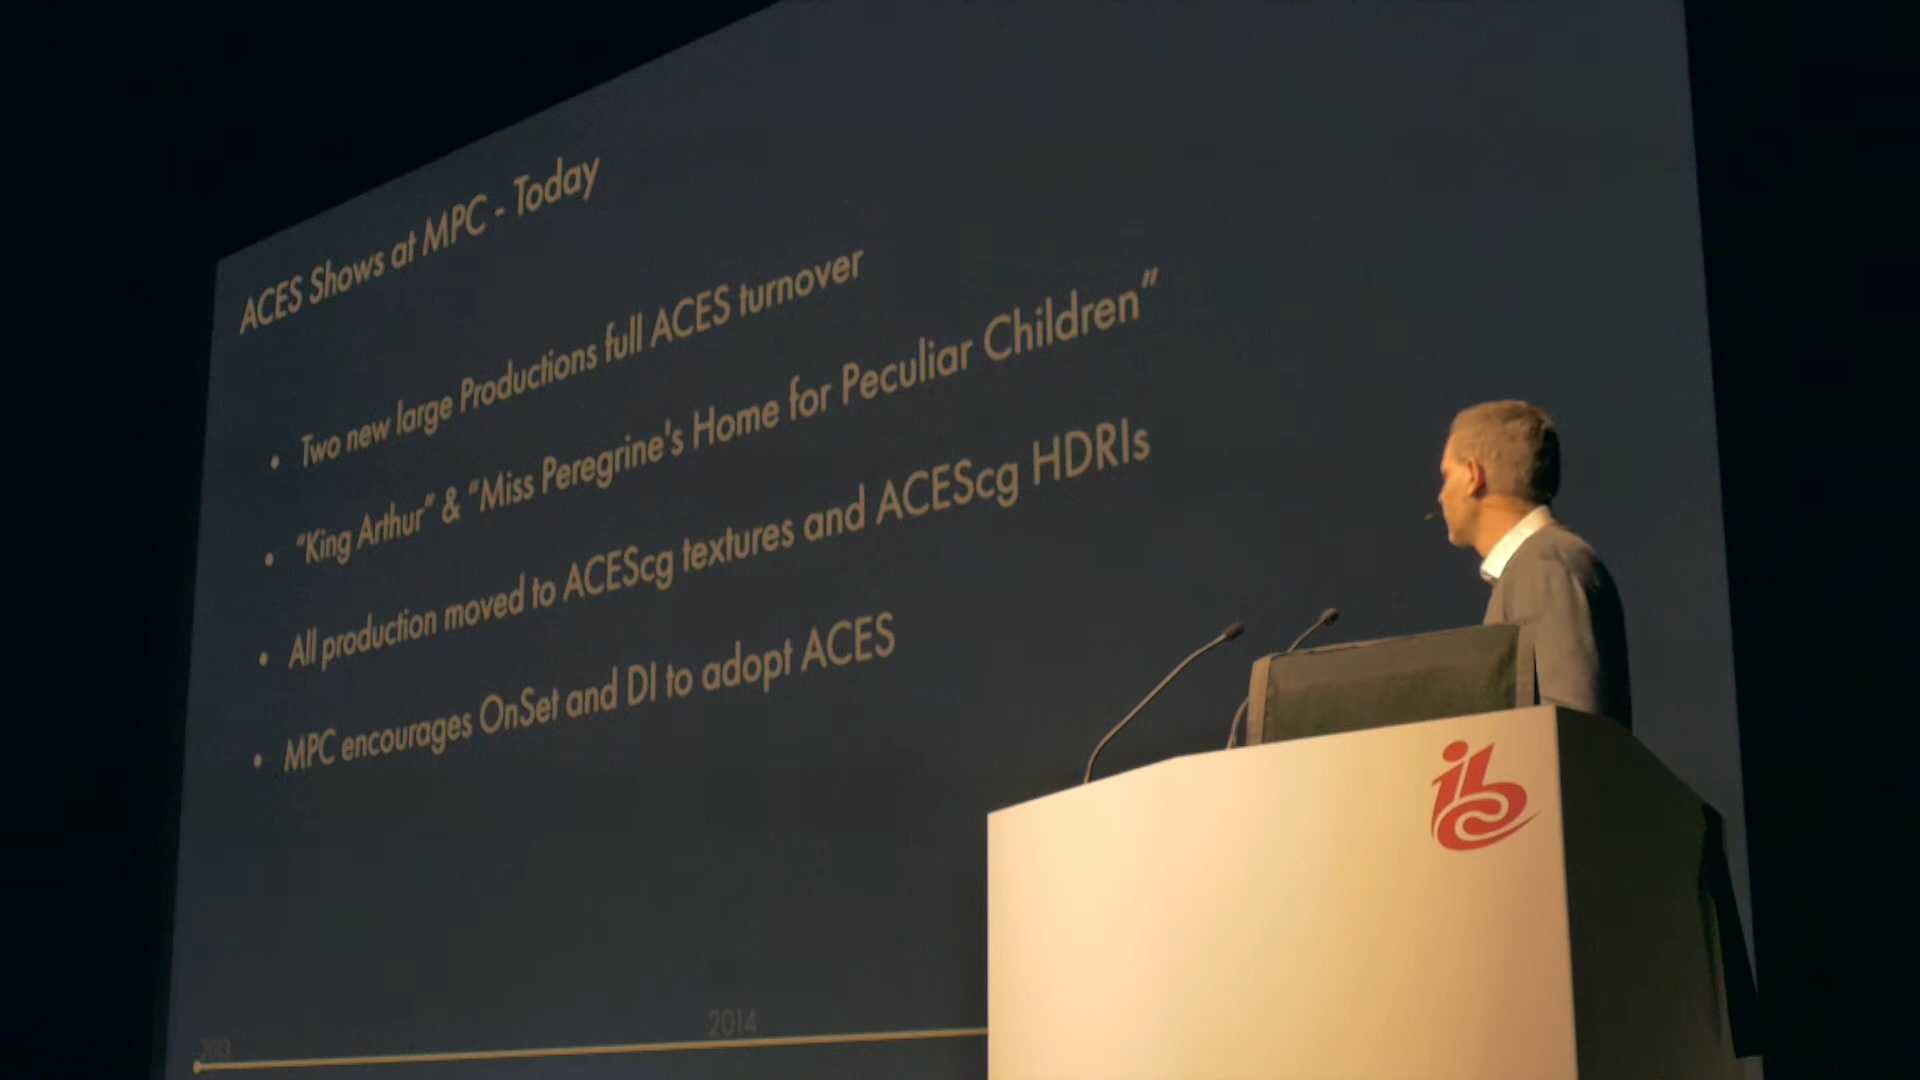 ACES Shows at MPC - Today
• Two new large Productions full ACES turnover
• “King Arthur” & “Miss Peregrine's Home for Peculiar Children”
• All production moved to ACEScg textures and ACEScg HDRIs
• MPC encourages OnSet and DI to adopt ACES
2014
ibc